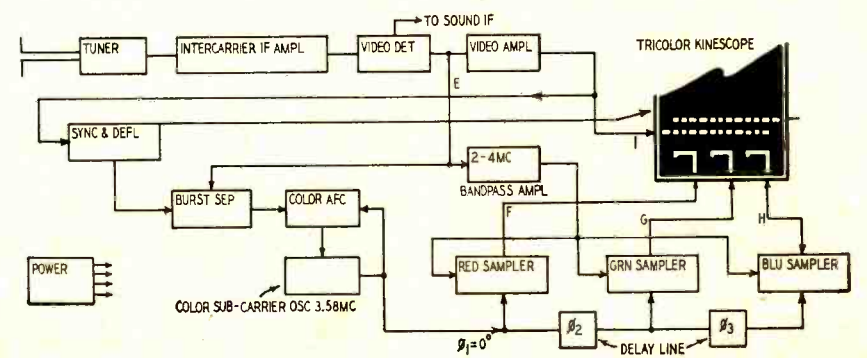 TO SOUND IF
TUNER
INTERCARRIER IF AMPL
VIDEO DET
VIDEO AMPL
TRICOLOR KINESCOPE
E
SYNC & DEFL
I
2-4MC
BANDPASS AMPL
BURST SEP
COLOR AFC
F
G
H
POWER
RED SAMPLER
GRN SAMPLER
BLU SAMPLER
COLOR SUB-CARRIER OSC 3.58MC
Ø1=0°
Ø2
Ø3
DELAY LINE